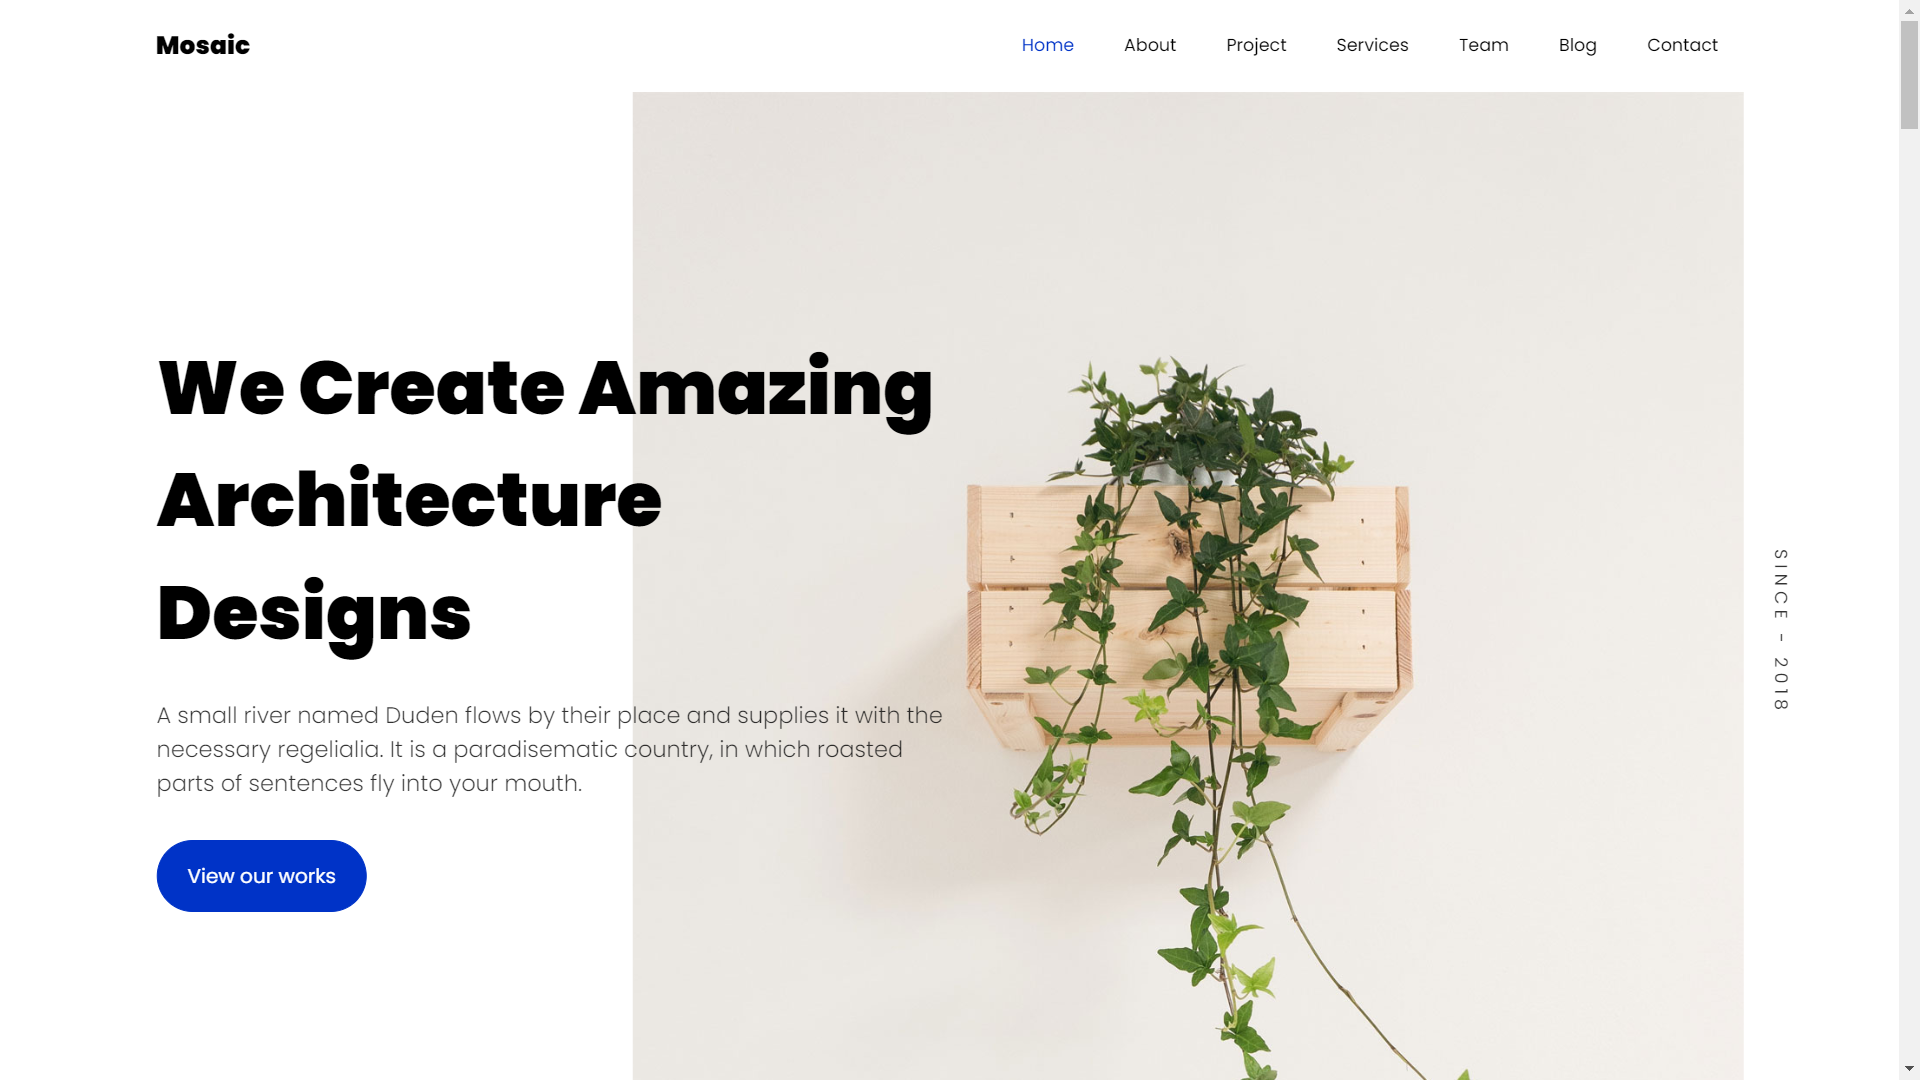 Mosaic
Home About Project Services Team Blog Contact
We Create Amazing
Architecture
Designs
A small river named Duden flows by their place and supplies it with the
necessary regelialia. It is a paradisematic country, in which roasted
parts of sentences fly into your mouth.
View our works
SINCE – 2018